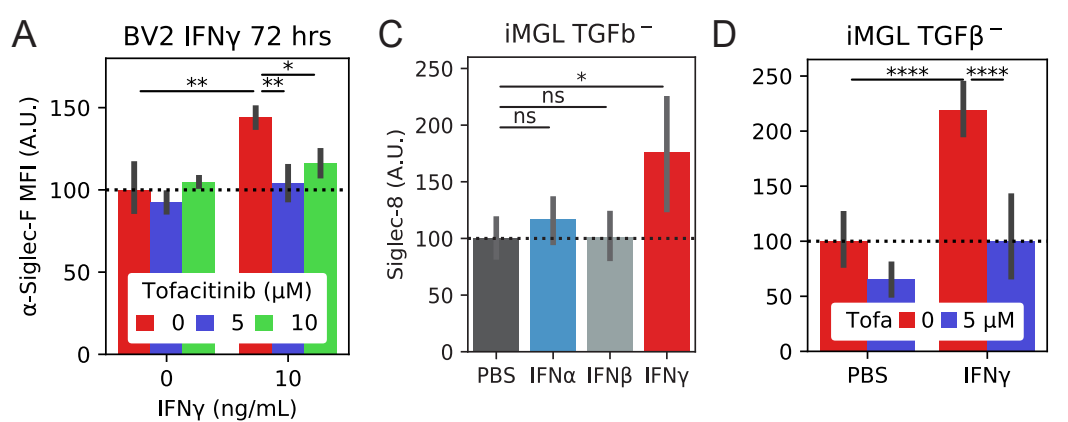 A
BV2 IFNγ 72 hrs
α-Siglec-F MFI (A.U.)
150
100
50
0
**
**
*
Tofacitinib (μM)
0 5 10
0 10
IFNγ (ng/mL)
C
iMGL TGFb⁻
Siglec-8 (A.U.)
250
200
150
100
50
0
*
ns
ns
PBS IFNα IFNβ IFNγ
D
iMGL TGFβ⁻
250
200
150
100
50
0
**** ****
Tofa 0 5 μM
PBS IFNγ